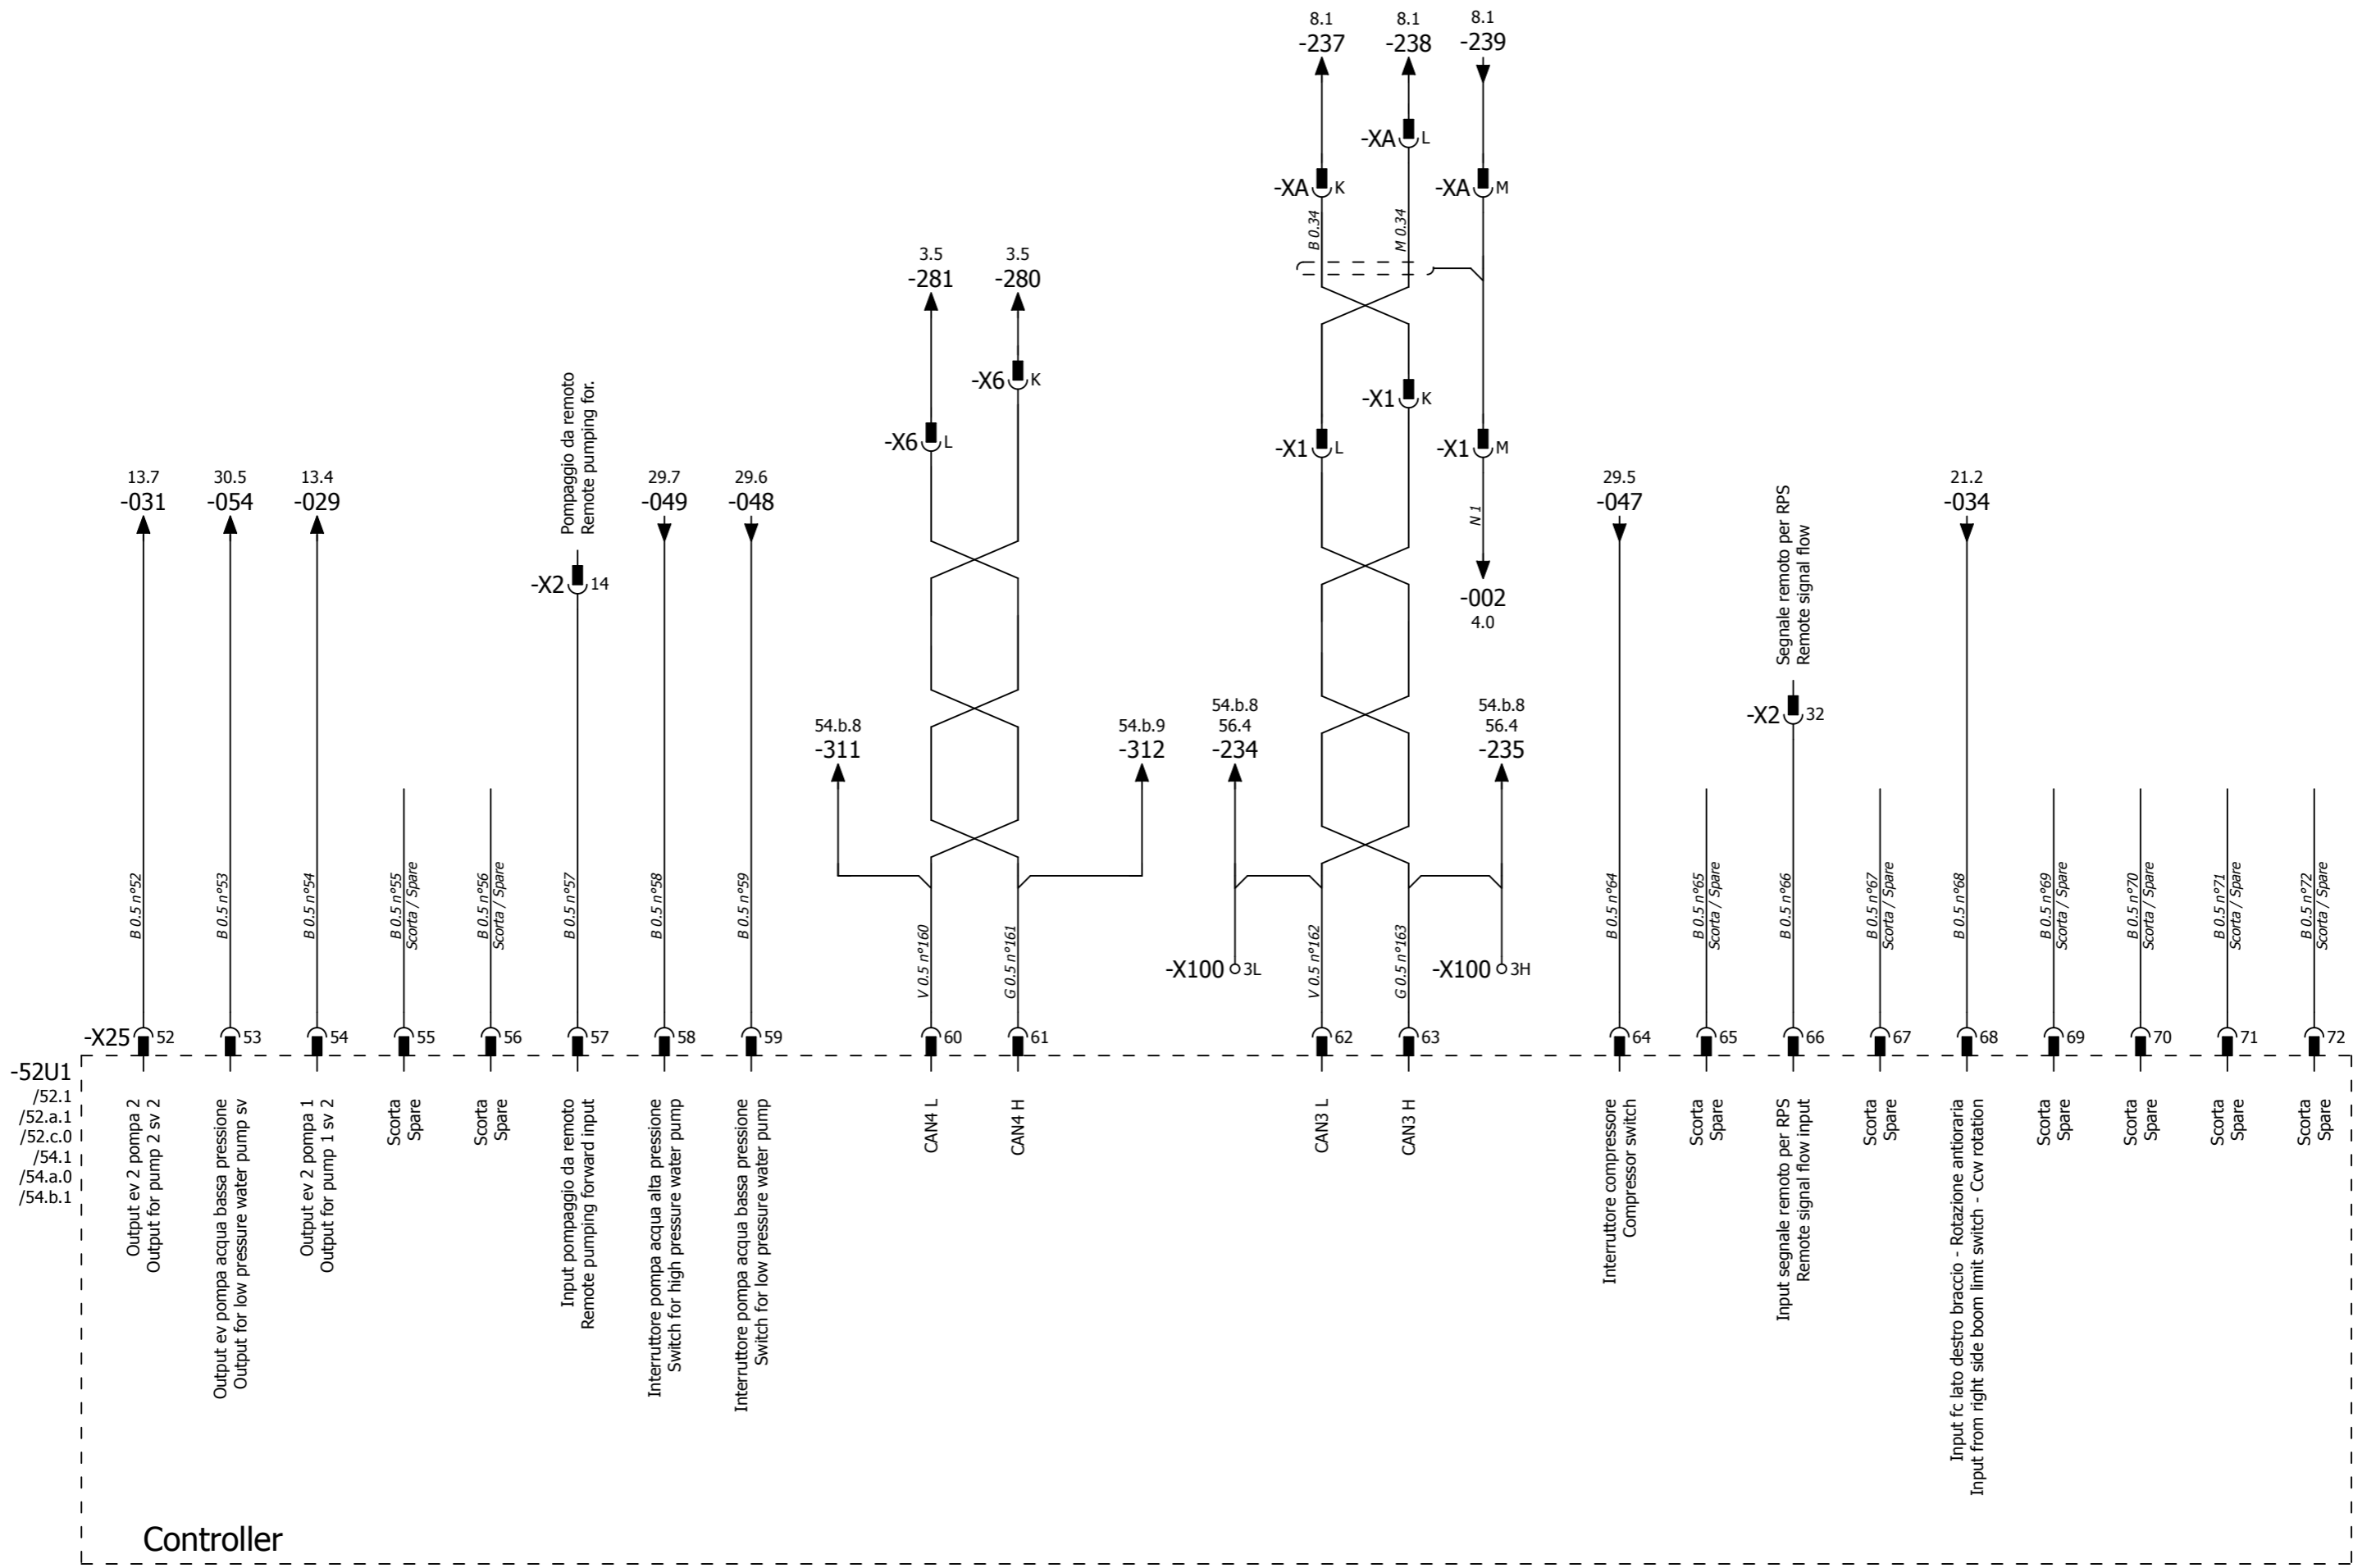 8.1
-237
8.1
-238
8.1
-239
-XA
L
-XA
K
-XA
M
B 0.34
M 0.34
3.5
-281
3.5
-280
-X6
K
-X6
L
-X1
K
-X1
L
-X1
M
Pompaggio da remoto
Remote pumping for.
-X2
14
13.7
-031
30.5
-054
13.4
-029
29.7
-049
29.6
-048
29.5
-047
21.2
-034
N 1
-002
4.0
Segnale remoto per RPS
Remote signal flow
-X2
32
54.b.8
-311
54.b.9
-312
54.b.8
56.4
-234
54.b.8
56.4
-235
B 0.5 n°52
B 0.5 n°53
B 0.5 n°54
B 0.5 n°55
Scorta / Spare
B 0.5 n°56
Scorta / Spare
B 0.5 n°57
B 0.5 n°58
B 0.5 n°59
V 0.5 n°160
G 0.5 n°161
-X100
3L
V 0.5 n°162
G 0.5 n°163
-X100
3H
B 0.5 n°64
B 0.5 n°65
Scorta / Spare
B 0.5 n°66
B 0.5 n°67
Scorta / Spare
B 0.5 n°68
B 0.5 n°69
Scorta / Spare
B 0.5 n°70
Scorta / Spare
B 0.5 n°71
Scorta / Spare
B 0.5 n°72
Scorta / Spare
-X25
52
53
54
55
56
57
58
59
60
61
62
63
64
65
66
67
68
69
70
71
72
-52U1
/52.1
/52.a.1
/52.c.0
/54.1
/54.a.0
/54.b.1
Output ev 2 pompa 2
Output for pump 2 sv 2
Output ev pompa acqua bassa pressione
Output for low pressure water pump sv
Output ev 2 pompa 1
Output for pump 1 sv 2
Scorta
Spare
Scorta
Spare
Input pompaggio da remoto
Remote pumping forward input
Interruttore pompa acqua alta pressione
Switch for high pressure water pump
Interruttore pompa acqua bassa pressione
Switch for low pressure water pump
CAN4 L
CAN4 H
CAN3 L
CAN3 H
Interruttore compressore
Compressor switch
Scorta
Spare
Input segnale remoto per RPS
Remote signal flow input
Scorta
Spare
Input fc lato destro braccio - Rotazione antioraria
Input from right side boom limit switch - Ccw rotation
Scorta
Spare
Scorta
Spare
Scorta
Spare
Scorta
Spare
Controller